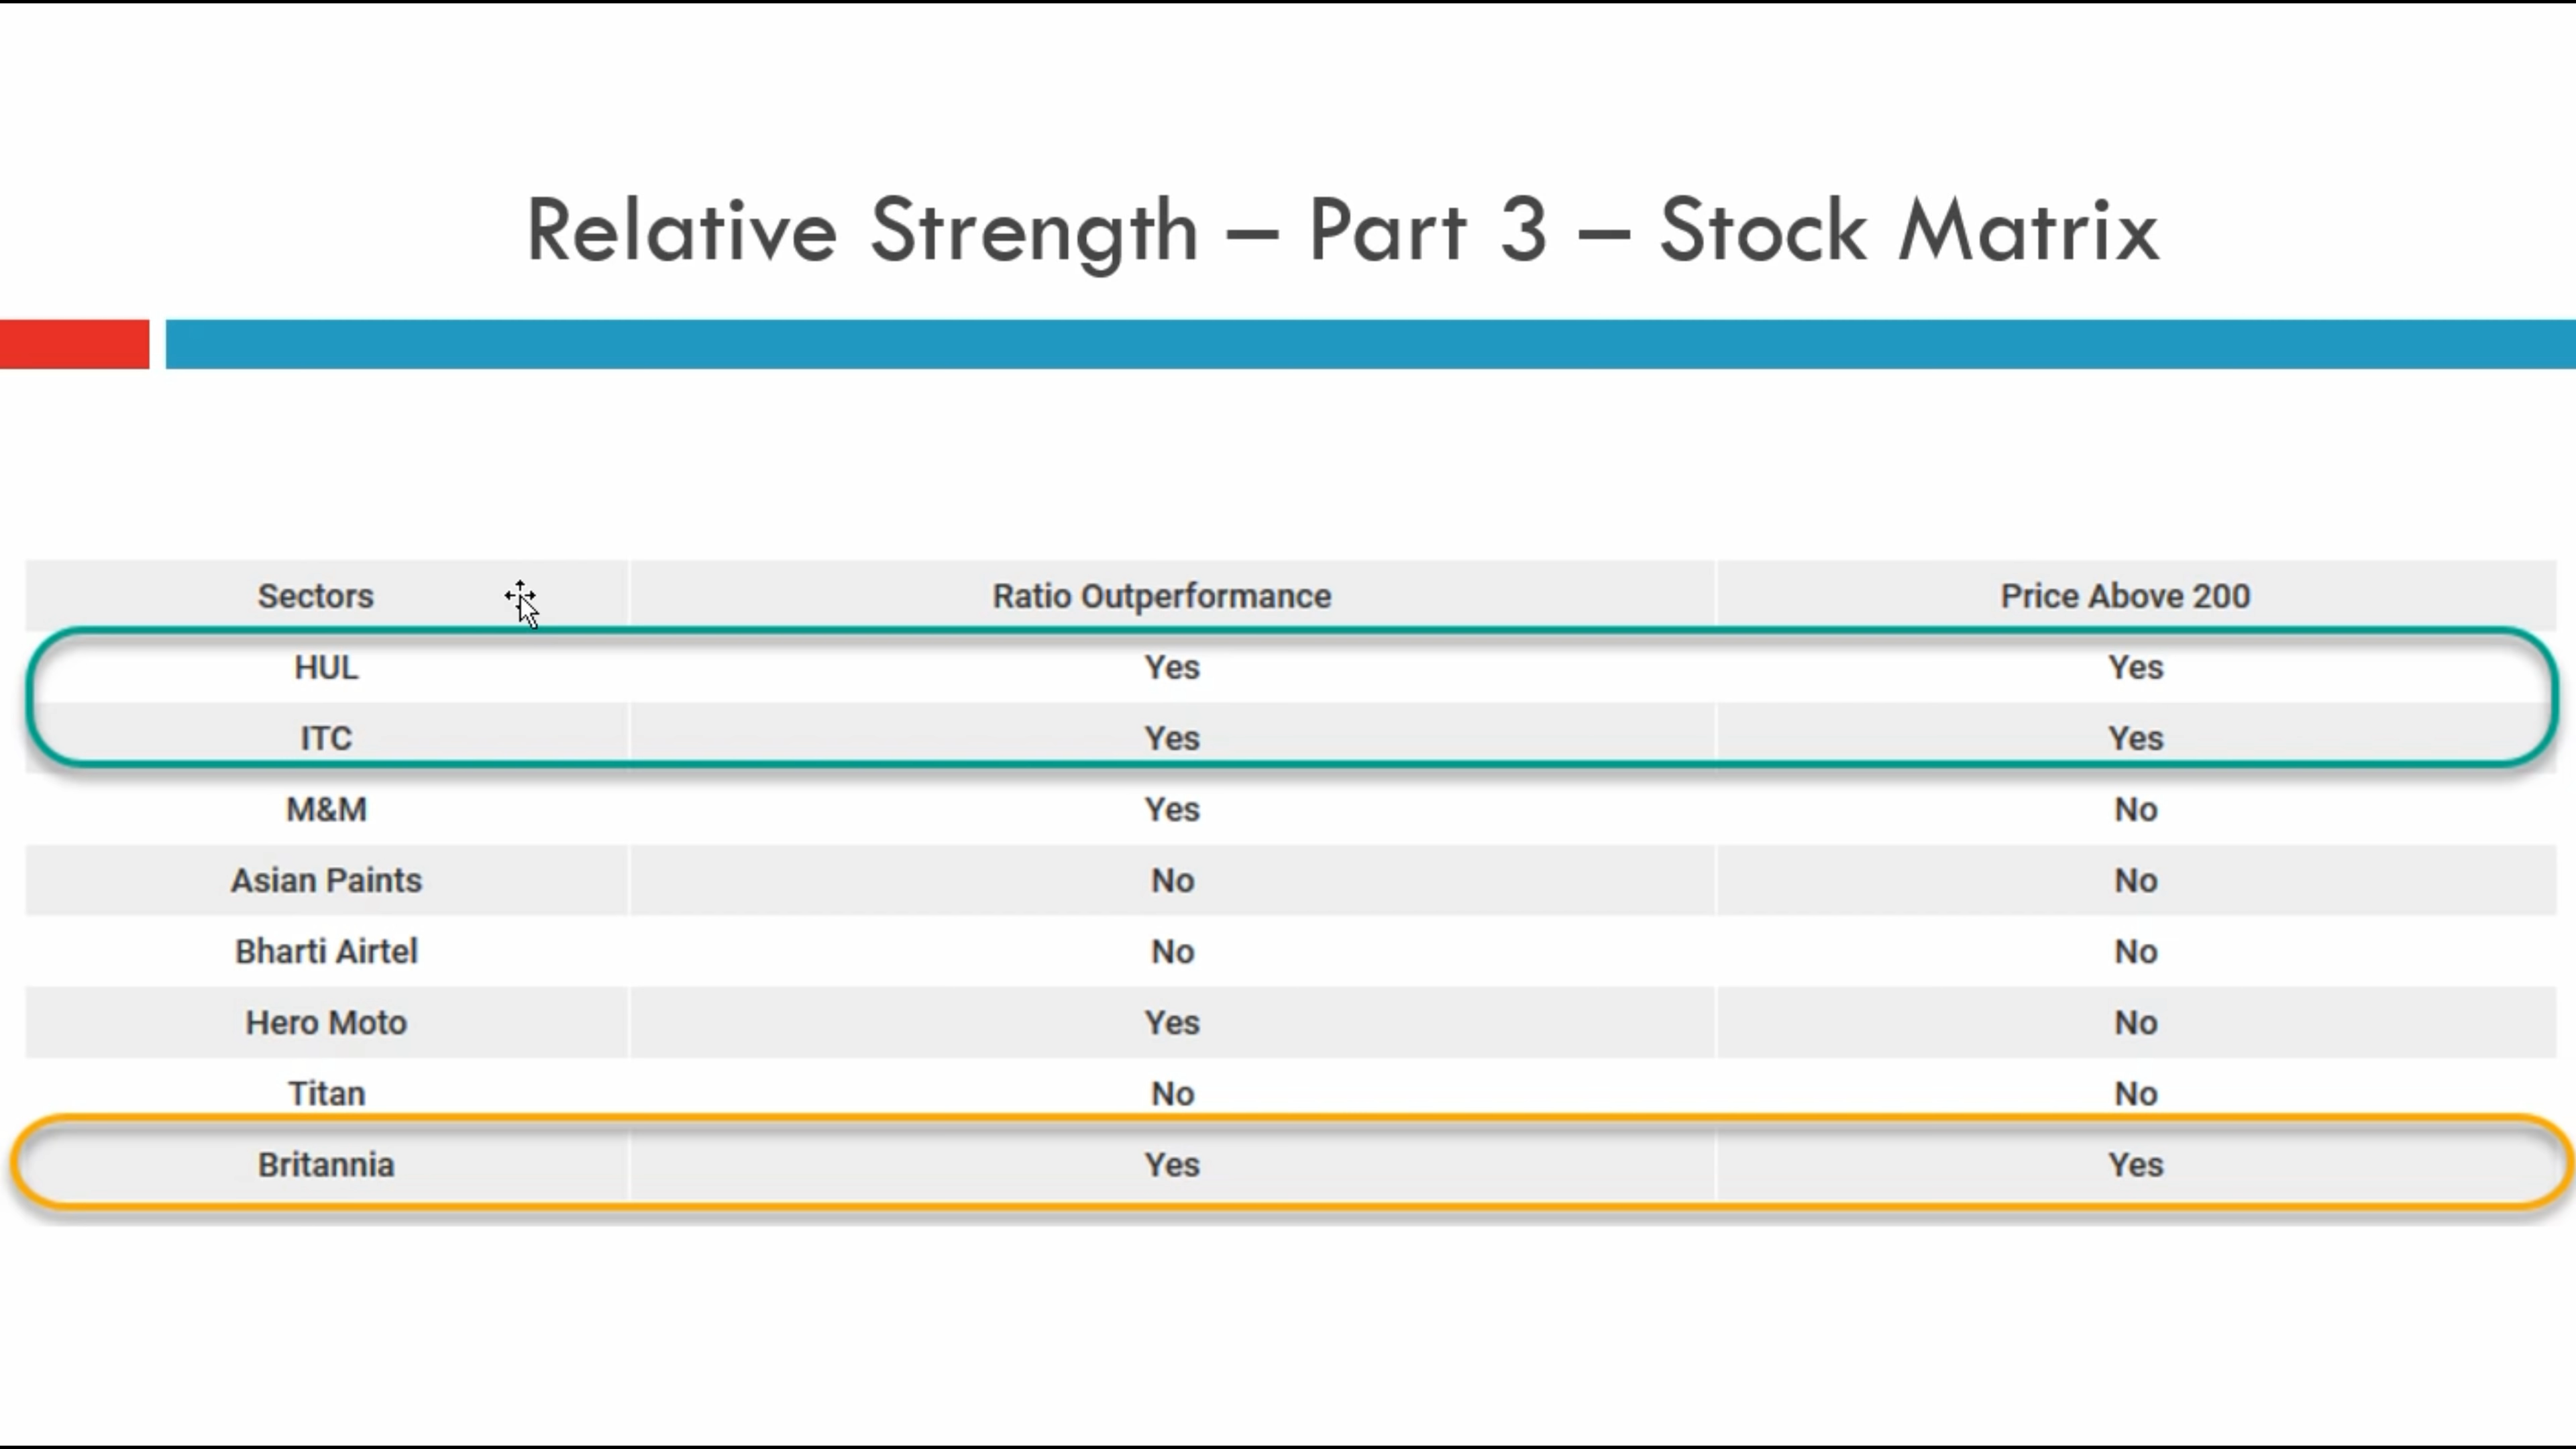 Relative Strength – Part 3 – Stock Matrix
Sectors Ratio Outperformance Price Above 200
HUL Yes Yes
ITC Yes Yes
M&M Yes No
Asian Paints No No
Bharti Airtel No No
Hero Moto Yes No
Titan No No
Britannia Yes Yes